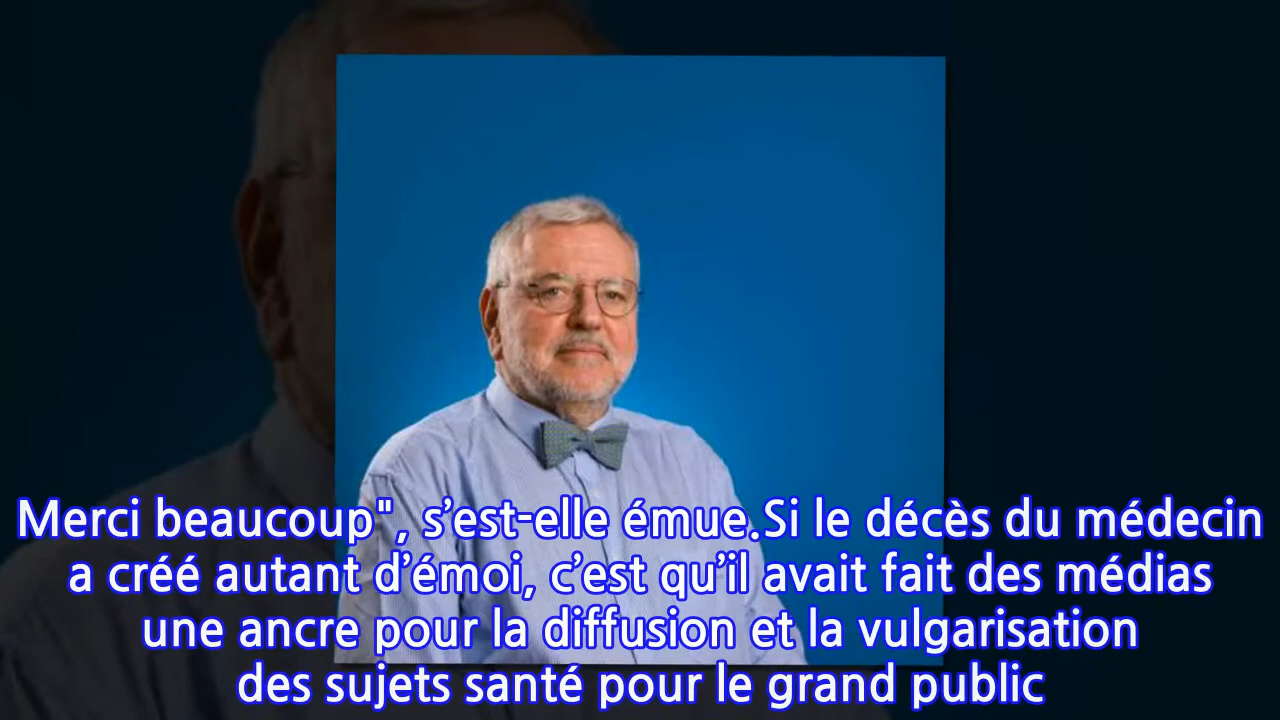 Merci beaucoup", s’est-elle émue.Si le décès du médecin
a créé autant d’émoi, c’est qu’il avait fait des médias
une ancre pour la diffusion et la vulgarisation
des sujets santé pour le grand public